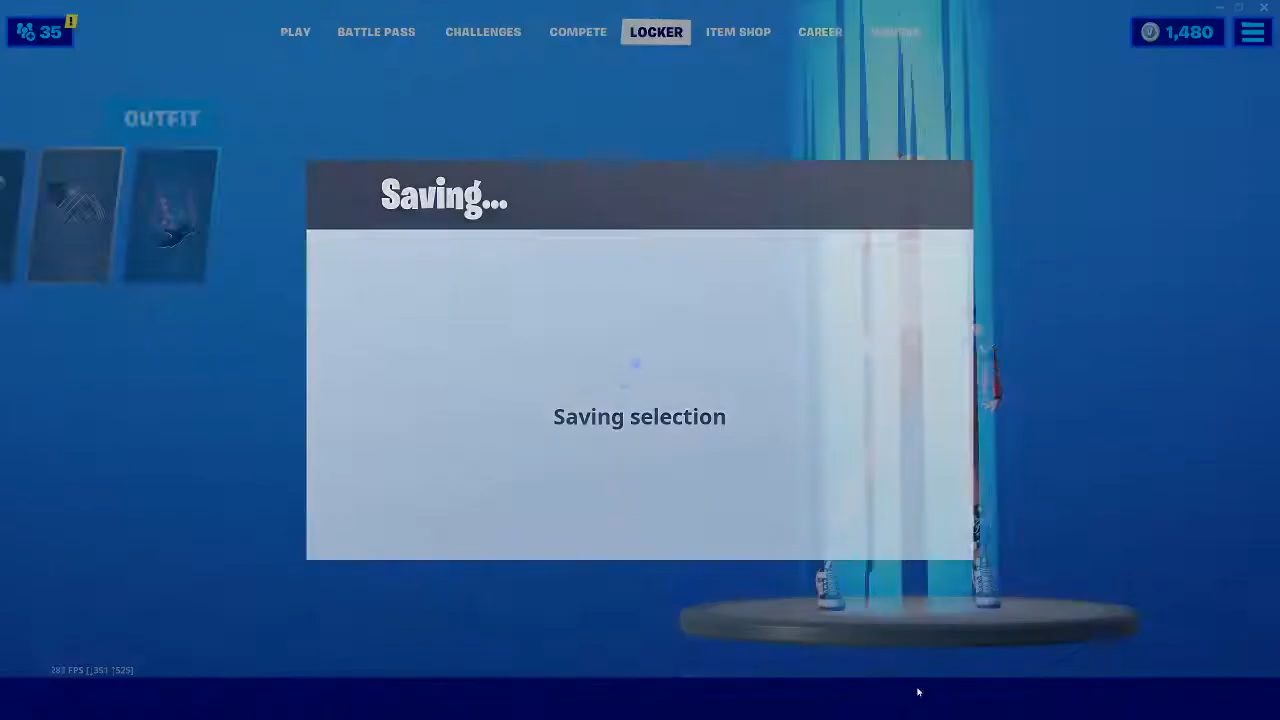 35
!
PLAY
BATTLE PASS
CHALLENGES
COMPETE
LOCKER
ITEM SHOP
CAREER
1,480
OUTFIT
Saving...
Saving selection